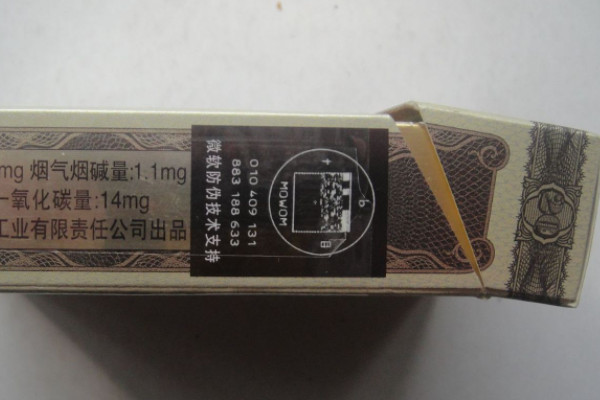 mg 烟气烟碱量:1.1mg
一氧化碳量:14mg
工业有限责任公司出品
微软防伪技术支持
010 409 131
883 188 633
MOWOM